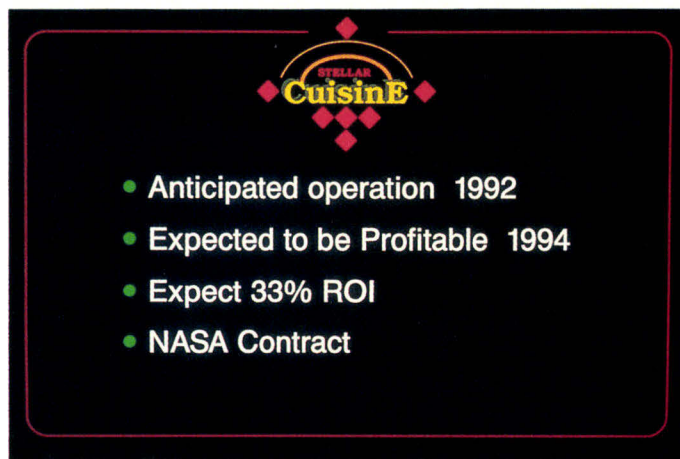 STELLAR
CuisinE
• Anticipated operation 1992
• Expected to be Profitable 1994
• Expect 33% ROI
• NASA Contract